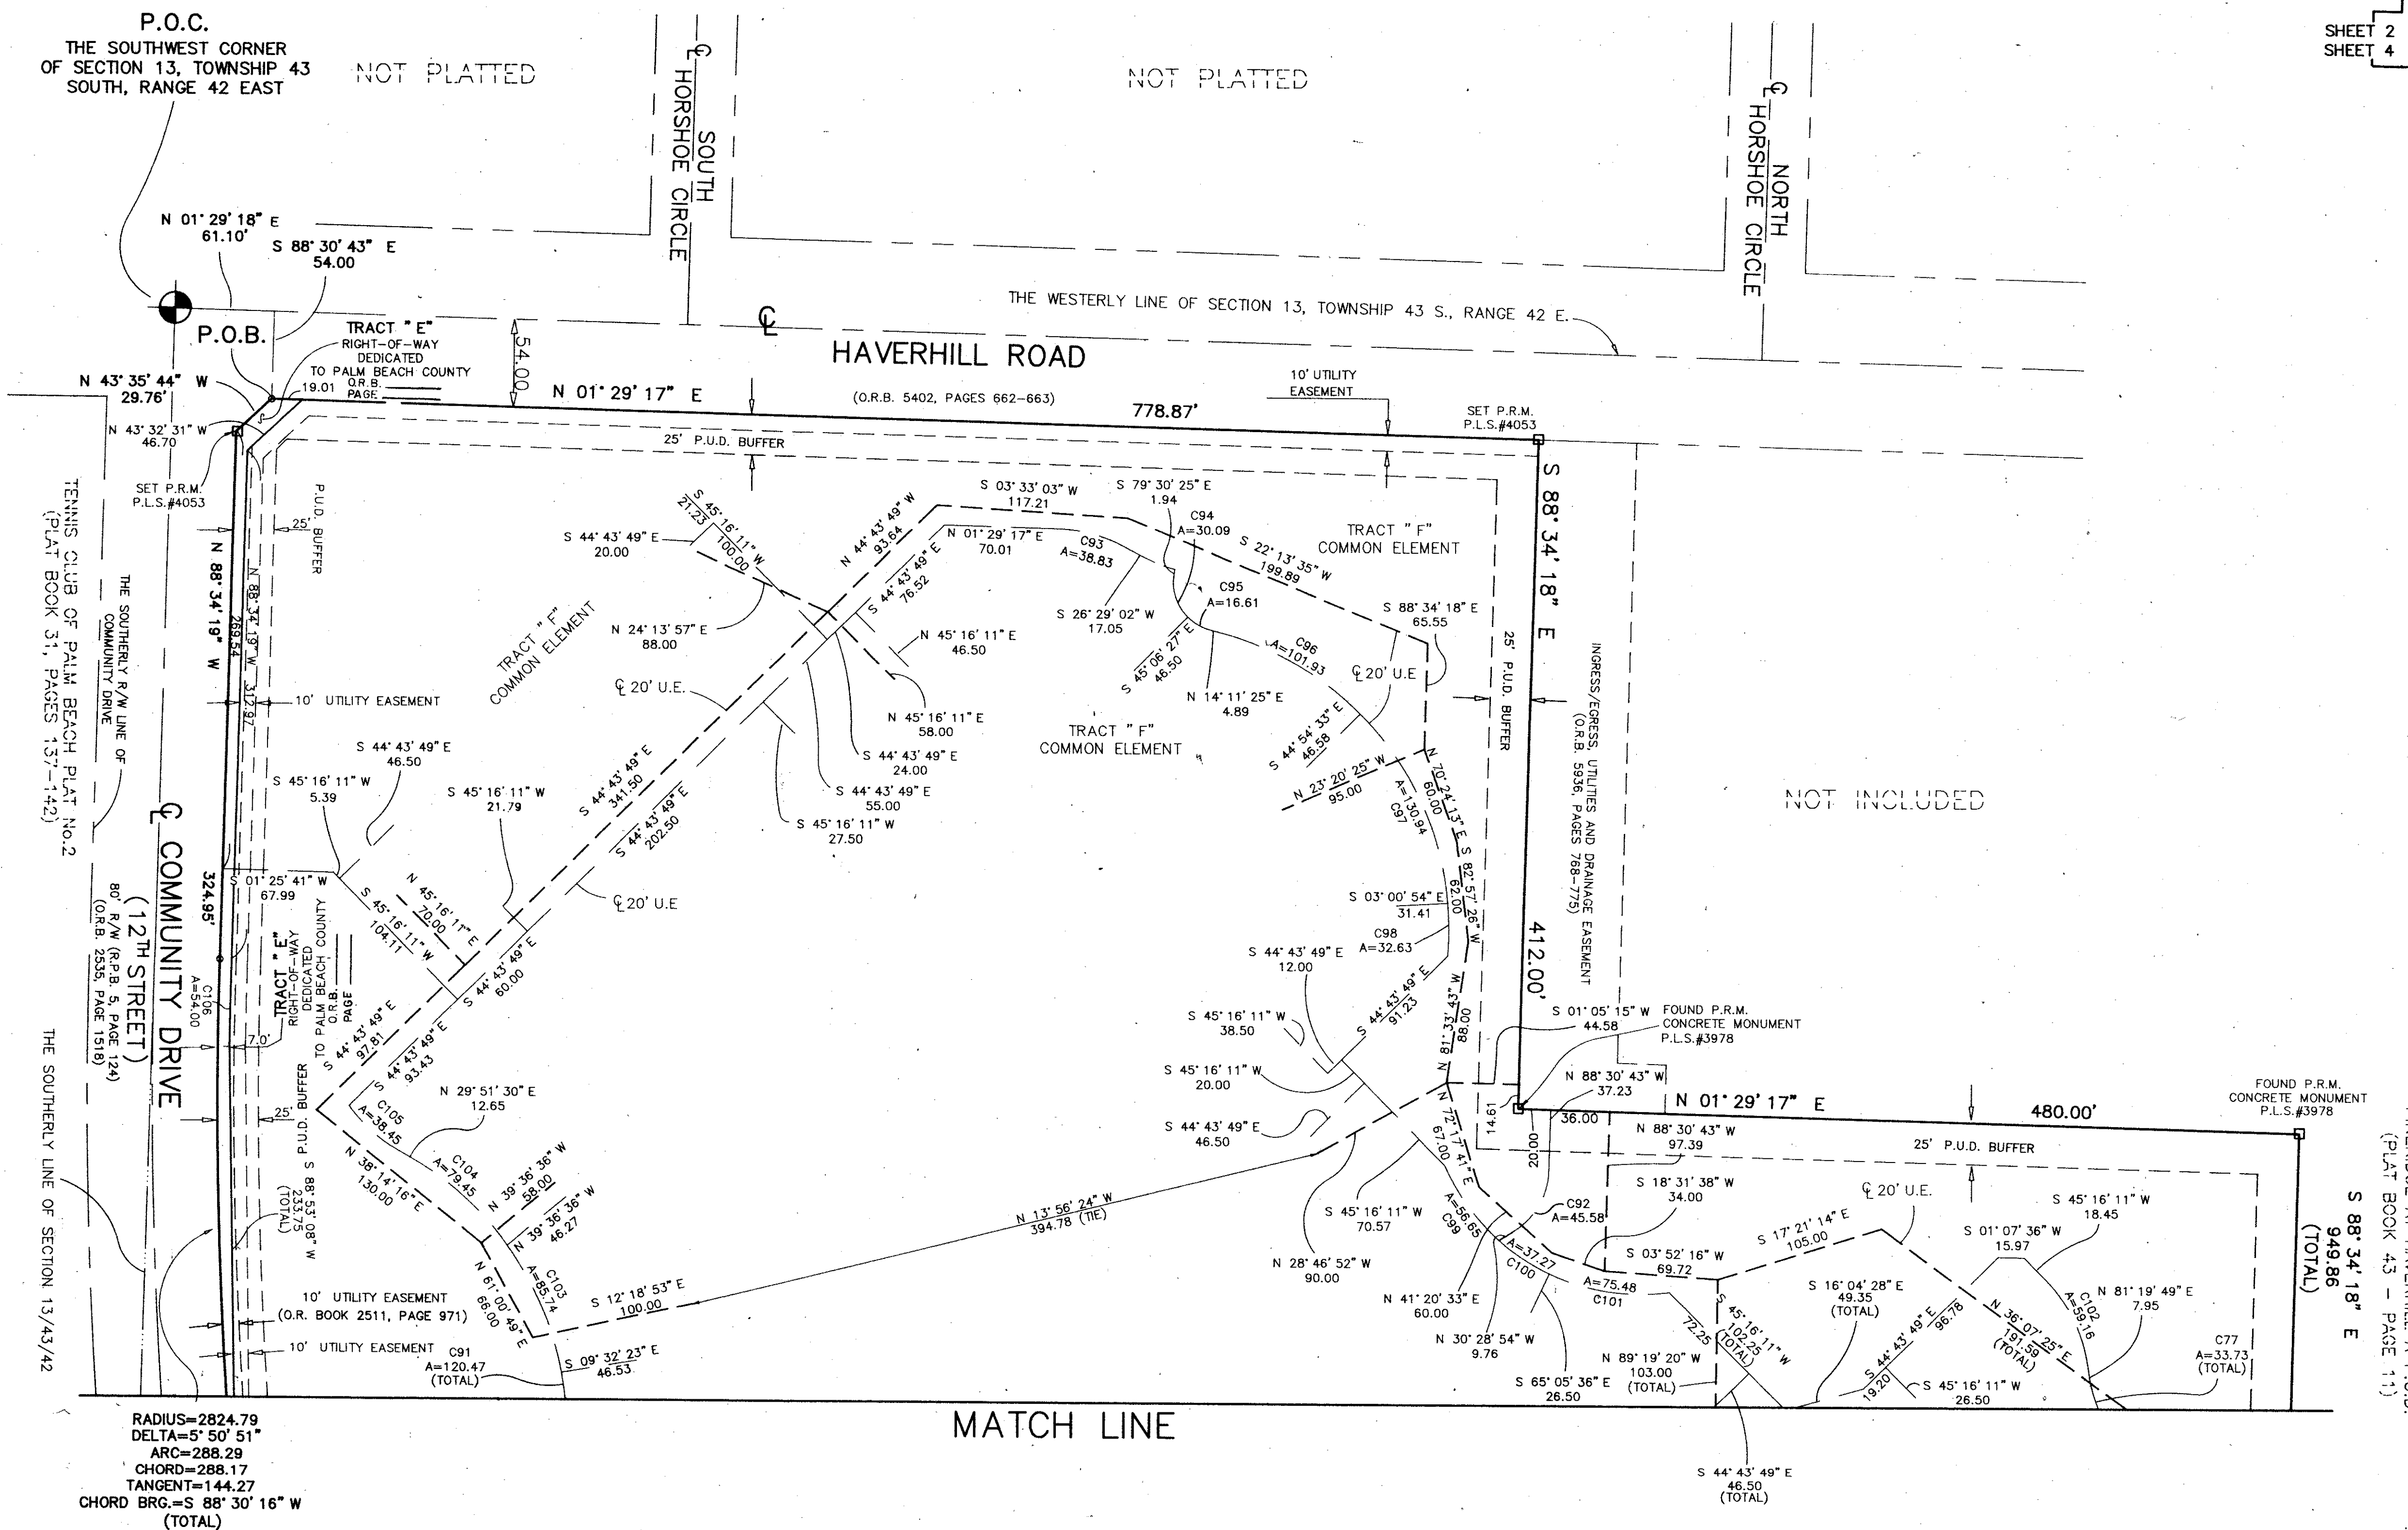 P.O.C.
THE SOUTHWEST CORNER
OF SECTION 13, TOWNSHIP 43
SOUTH, RANGE 42 EAST
NOT PLATTED
℄ HORSHOE CIRCLE
SOUTH
NOT PLATTED
℄ HORSHOE CIRCLE
NORTH
SHEET 2
SHEET 4
N 01° 29' 18" E
61.10'
S 88° 30' 43" E
54.00
THE WESTERLY LINE OF SECTION 13, TOWNSHIP 43 S., RANGE 42 E.
P.O.B.
TRACT "E"
RIGHT-OF-WAY
DEDICATED
TO PALM BEACH COUNTY
O.R.B.
PAGE
19.01
54.00
℄
HAVERHILL ROAD
N 43° 35' 44" W
29.76'
N 01° 29' 17" E
(O.R.B. 5402, PAGES 662-663)
778.87'
10' UTILITY
EASEMENT
SET P.R.M.
P.L.S.#4053
N 43° 32' 31" W
46.70
25' P.U.D. BUFFER
SET P.R.M.
P.L.S.#4053
25'
P.U.D. BUFFER
TENNIS CLUB OF PALM BEACH PLAT No.2
(PLAT BOOK 31, PAGES 137-142)
THE SOUTHERLY R/W LINE OF
COMMUNITY DRIVE
N 88° 34' 19" W
269.54
N 88° 34' 19" W
312.97
10' UTILITY EASEMENT
324.95'
S 44° 43' 49" E
20.00
S 45° 16' 11" W
21.23
100.00
N 44° 43' 49" W
93.64
S 44° 43' 49" E
76.52
S 03° 33' 03" W
117.21
N 01° 29' 17" E
70.01
C93
A=38.83
S 79° 30' 25" E
1.94
C94
A=30.09
C95
A=16.61
S 22° 13' 35" W
199.89
TRACT "F"
COMMON ELEMENT
S 88° 34' 18" E
65.55
S 26° 29' 02" W
17.05
S 45° 06' 27" E
46.50
C96
A=101.93
℄ 20' U.E
N 14° 11' 25" E
4.89
N 24° 13' 57" E
88.00
N 45° 16' 11" E
46.50
N 45° 16' 11" E
58.00
S 44° 43' 49" E
24.00
S 44° 43' 49" E
55.00
S 45° 16' 11" W
27.50
TRACT "F"
COMMON ELEMENT
℄ 20' U.E.
TRACT "F"
COMMON ELEMENT
S 44° 54' 33" E
46.58
N 23° 20' 25" W
95.00
N 70° 24' 13" E
60.00
A=130.94
C97
25' P.U.D. BUFFER
S 88° 34' 18" E
412.00'
INGRESS/EGRESS, UTILITIES AND DRAINAGE EASEMENT
(O.R.B. 5936, PAGES 768-775)
NOT INCLUDED
S 44° 43' 49" E
341.50
S 44° 43' 49" E
202.50
S 44° 43' 49" E
46.50
S 45° 16' 11" W
5.39
S 45° 16' 11" W
21.79
℄ 20' U.E
S 01° 25' 41" W
67.99
N 45° 16' 11" E
70.00
S 45° 16' 11" W
104.11
S 44° 43' 49" E
60.00
℄ COMMUNITY DRIVE
(12TH STREET)
80' R/W (R.P.B. 5, PAGE 124)
(O.R.B. 2535, PAGE 1518)
C106
A=54.00
7.0'
TRACT "E"
RIGHT-OF-WAY
DEDICATED
TO PALM BEACH COUNTY
O.R.B.
PAGE
S 44° 43' 49" E
97.81
S 44° 43' 49" E
93.43
S 82° 57' 26" W
62.00
S 03° 00' 54" E
31.41
C98
A=32.63
S 44° 43' 49" E
12.00
S 44° 43' 49" E
91.23
N 81° 33' 43" W
88.00
S 45° 16' 11" W
38.50
S 45° 16' 11" W
20.00
S 44° 43' 49" E
46.50
S 01° 05' 15" W
44.58
FOUND P.R.M.
CONCRETE MONUMENT
P.L.S.#3978
N 88° 30' 43" W
37.23
14.61
20.00
36.00
N 01° 29' 17" E
480.00'
FOUND P.R.M.
CONCRETE MONUMENT
P.L.S.#3978
25' P.U.D. BUFFER
THE SOUTHERLY LINE OF SECTION 13/43/42
25'
P.U.D. BUFFER
S 88° 53' 08" W
233.75
(TOTAL)
C105
A=38.45
N 29° 51' 30" E
12.65
C104
A=79.45
N 38° 14' 16" E
130.00
N 39° 36' 36" W
58.00
N 39° 36' 36" W
46.27
N 61° 00' 49" E
66.00
C103
A=85.74
S 12° 18' 53" E
100.00
N 13° 56' 24" W
394.78 (TIE)
10' UTILITY EASEMENT
(O.R. BOOK 2511, PAGE 971)
10' UTILITY EASEMENT
C91
A=120.47
(TOTAL)
S 09° 32' 23" E
46.53
N 72° 17' 41" E
67.00
S 45° 16' 11" W
70.57
A=56.65
C99
N 28° 46' 52" W
90.00
N 41° 20' 33" E
60.00
N 30° 28' 54" W
9.76
C92
A=45.58
A=37.27
C100
N 88° 30' 43" W
97.39
S 18° 31' 38" W
34.00
S 03° 52' 16" W
69.72
A=75.48
C101
S 65° 05' 36" E
26.50
N 89° 19' 20" W
103.00
(TOTAL)
72.25
S 45° 16' 11" W
102.25
(TOTAL)
S 17° 21' 14" E
105.00
℄ 20' U.E.
S 16° 04' 28" E
49.35
(TOTAL)
S 01° 07' 36" W
15.97
S 45° 16' 11" W
18.45
C102
A=59.16
N 81° 19' 49" E
7.95
S 44° 43' 49" E
96.78
19.20
N 36° 07' 25" E
191.59
(TOTAL)
S 45° 16' 11" W
26.50
C77
A=33.73
(TOTAL)
S 88° 34' 18" E
949.86
(TOTAL)
(PLAT BOOK 43 - PAGE 11)
S 44° 43' 49" E
46.50
(TOTAL)
MATCH LINE
RADIUS=2824.79
DELTA=5° 50' 51"
ARC=288.29
CHORD=288.17
TANGENT=144.27
CHORD BRG.=S 88° 30' 16" W
(TOTAL)